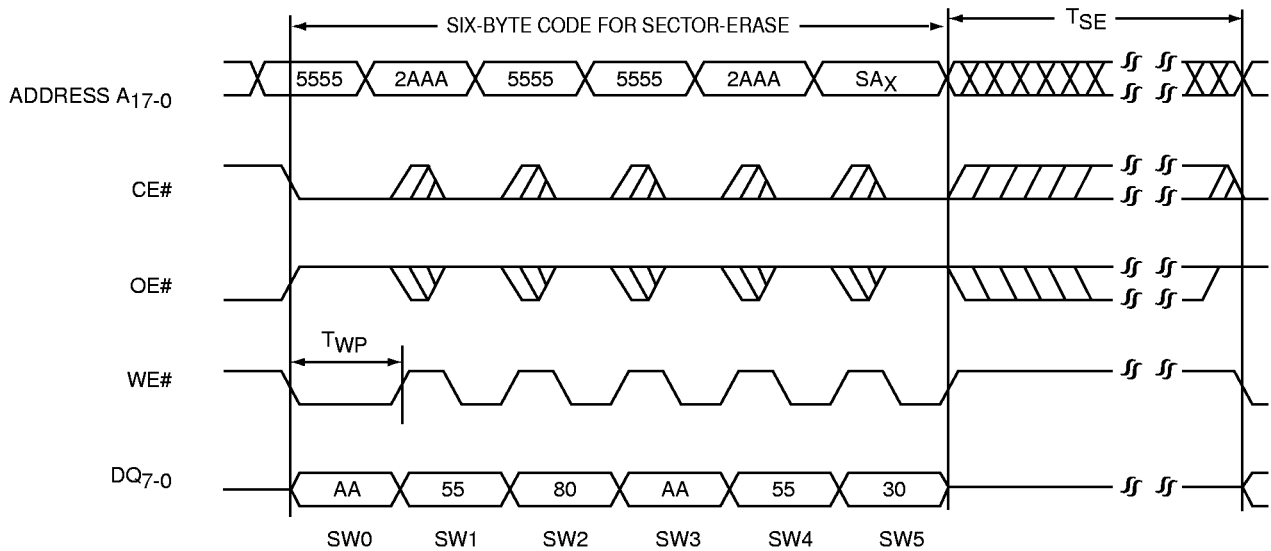 SIX-BYTE CODE FOR SECTOR-ERASE TSE
ADDRESS A17-0 5555 2AAA 5555 5555 2AAA SAX
CE#
OE#
TWP
WE#
DQ7-0 AA 55 80 AA 55 30
SW0 SW1 SW2 SW3 SW4 SW5